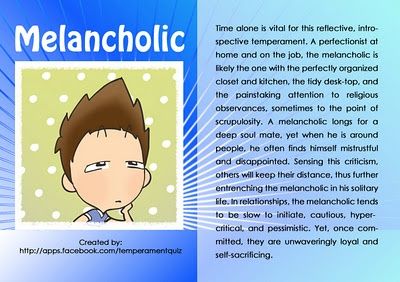 Melancholic
Created by:
http://apps.facebook.com/temperamentquiz
Time alone is vital for this reflective, intro-
spective temperament. A perfectionist at
home and on the job, the melancholic is
likely the one with the perfectly organized
closet and kitchen, the tidy desk-top, and
the painstaking attention to religious
observances, sometimes to the point of
scrupulosity. A melancholic longs for a
deep soul mate, yet when he is around
people, he often finds himself mistrustful
and disappointed. Sensing this criticism,
others will keep their distance, thus further
entrenching the melancholic in his solitary
life. In relationships, the melancholic tends
to be slow to initiate, cautious, hyper-
critical, and pessimistic. Yet, once com-
mitted, they are unwaveringly loyal and
self-sacrificing.